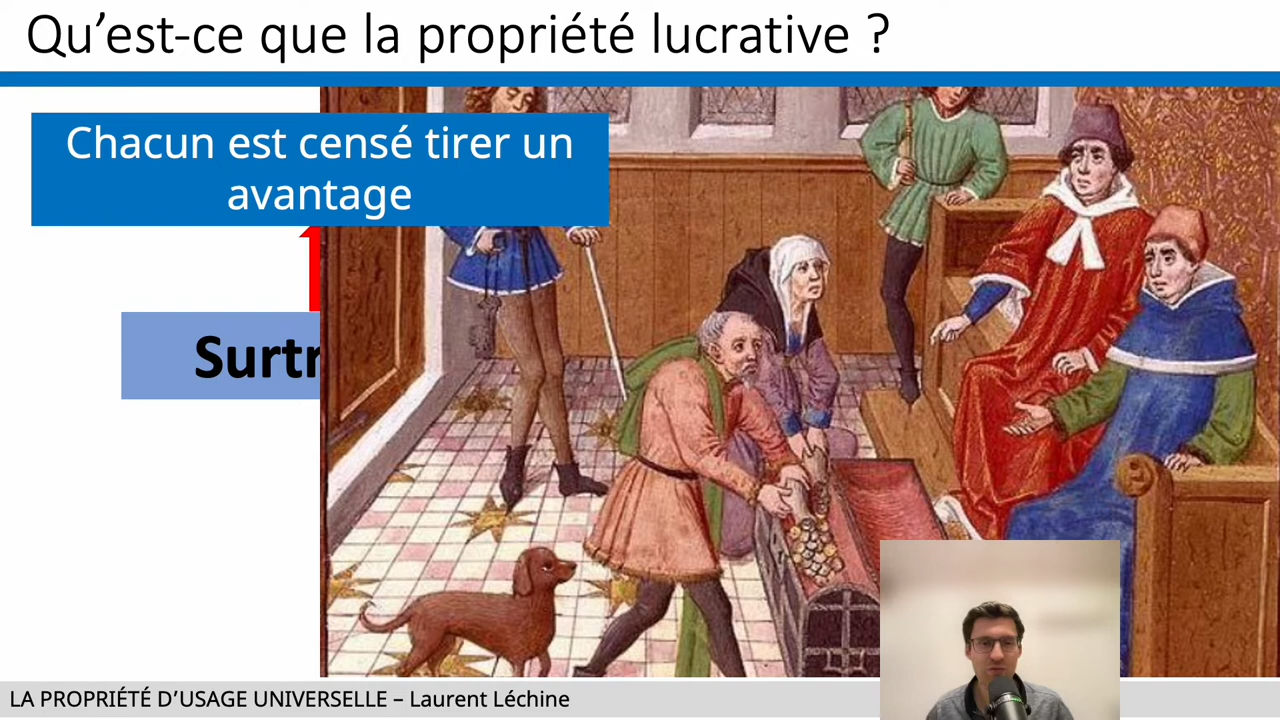 Qu’est-ce que la propriété lucrative ?
Chacun est censé tirer un
avantage
LA PROPRIÉTÉ D’USAGE UNIVERSELLE – Laurent Léchine